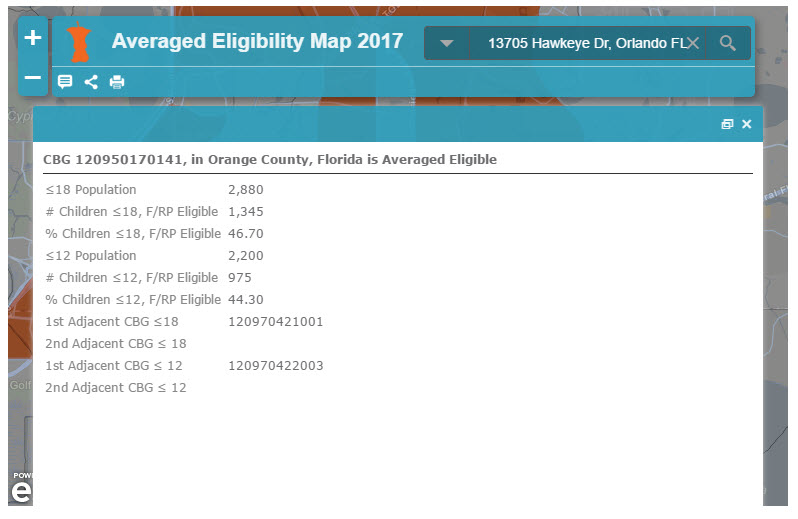 +
Averaged Eligibility Map 2017
13705 Hawkeye Dr, Orlando FL
−
CBG 120950170141, in Orange County, Florida is Averaged Eligible
≤18 Population 2,880
# Children ≤18, F/RP Eligible 1,345
% Children ≤18, F/RP Eligible 46.70
≤12 Population 2,200
# Children ≤12, F/RP Eligible 975
% Children ≤12, F/RP Eligible 44.30
1st Adjacent CBG ≤18 120970421001
2nd Adjacent CBG ≤ 18
1st Adjacent CBG ≤ 12 120970422003
2nd Adjacent CBG ≤ 12
Golf
POW
e